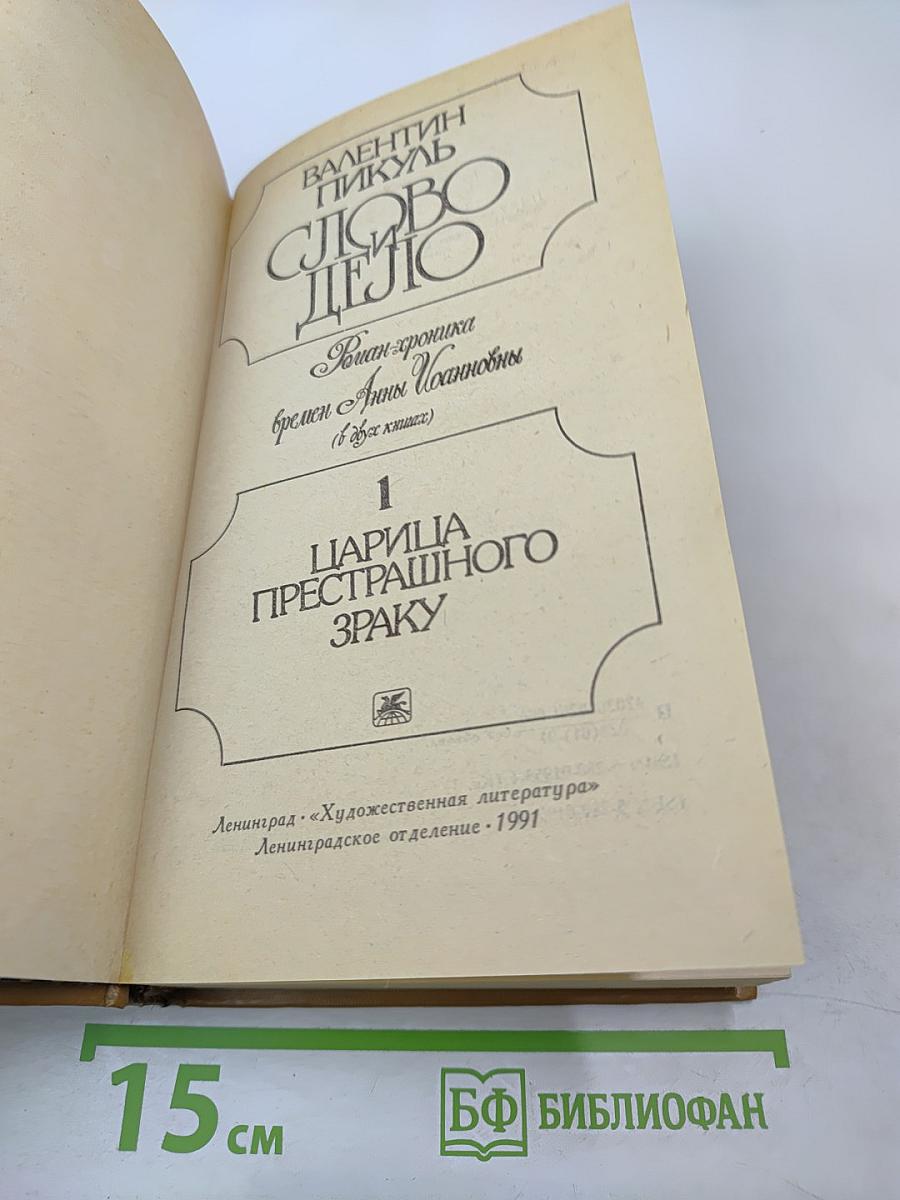 ВАЛЕНТИН
ПИКУЛЬ
СЛОВО
И
ДЕЛО
Роман-хроника
времен Анны Иоанновны
(в двух книгах)
1
ЦАРИЦА
ПРЕСТРАШНОГО
ЗРАКУ
Ленинград · «Художественная литература»
Ленинградское отделение · 1991
15 см
БФ БИБЛИОФАН